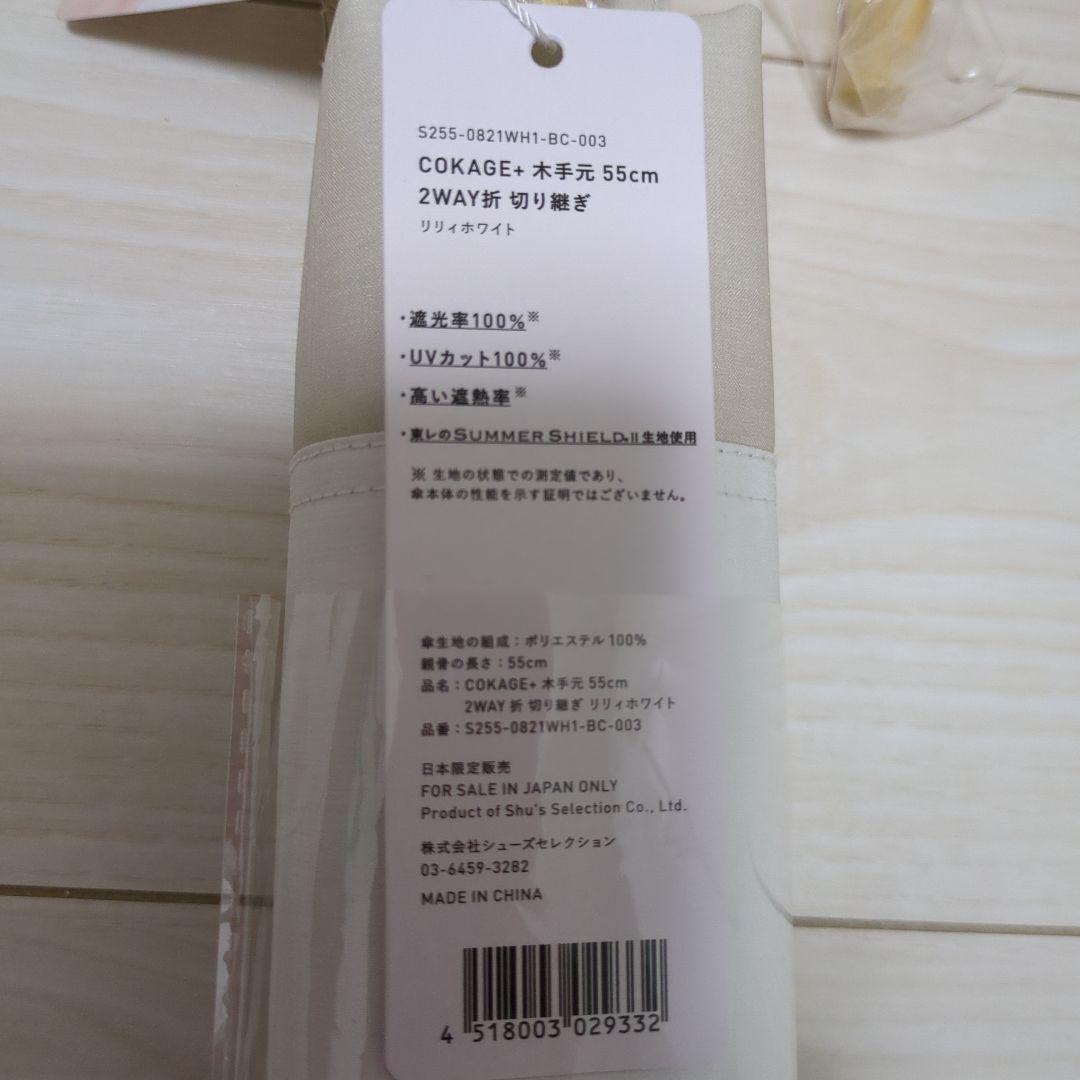 S255-0821WH1-BC-003
COKAGE+ 木手元 55cm
2WAY折 切り継ぎ
リリィホワイト
・遮光率100%※
・UVカット100%※
・高い遮熱率※
・東レのSUMMER SHIELD®II生地使用
※ 生地の状態での測定値であり、
傘本体の性能を示す証明ではございません。
傘生地の組成：ポリエステル 100%
親骨の長さ：55cm
品名：COKAGE+ 木手元 55cm
2WAY 折 切り継ぎ リリィホワイト
品番：S255-0821WH1-BC-003
日本限定販売
FOR SALE IN JAPAN ONLY
Product of Shu's Selection Co., Ltd.
株式会社シューズセレクション
03-6459-3282
MADE IN CHINA
4 518003 029332